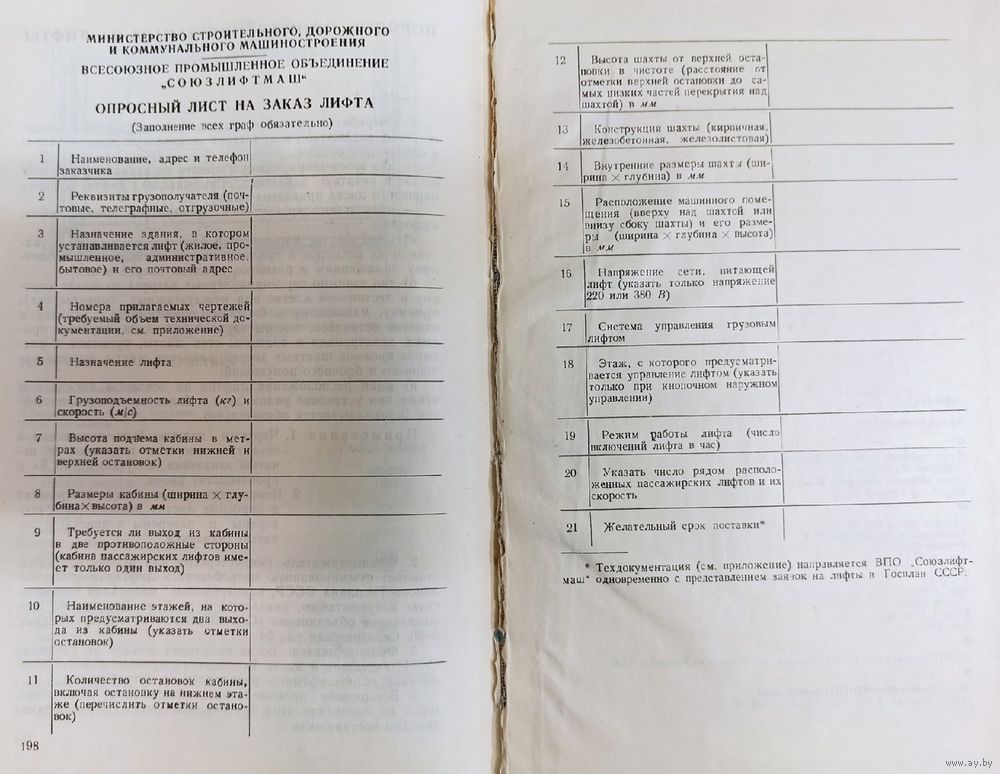 МИНИСТЕРСТВО СТРОИТЕЛЬНОГО, ДОРОЖНОГО
И КОММУНАЛЬНОГО МАШИНОСТРОЕНИЯ
ВСЕСОЮЗНОЕ ПРОМЫШЛЕННОЕ ОБЪЕДИНЕНИЕ
„СОЮЗЛИФТМАШ“
ОПРОСНЫЙ ЛИСТ НА ЗАКАЗ ЛИФТА
(Заполнение всех граф обязательно)
1 Наименование, адрес и телефон
заказчика
2 Реквизиты грузополучателя (поч-
товые, телеграфные, отгрузочные)
3 Назначение здания, в котором
устанавливается лифт (жилое, про-
мышленное, административное,
бытовое) и его почтовый адрес
4 Номера прилагаемых чертежей
(требуемый объем технической до-
кументации, см. приложение)
5 Назначение лифта
6 Грузоподъемность лифта (кг) и
скорость (м/с)
7 Высота подъема кабины в мет-
рах (указать отметки нижней и
верхней остановок)
8 Размеры кабины (ширина × глу-
бина×высота) в мм
9 Требуется ли выход из кабины
в две противоположные стороны
(кабина пассажирских лифтов име-
ет только один выход)
10 Наименование этажей, на кото-
рых предусматриваются два выхо-
да из кабины (указать отметки
остановок)
11 Количество остановок кабины,
включая остановку на нижнем эта-
же (перечислить отметки остано-
вок)
198
12 Высота шахты от верхней оста-
новки в чистоте (расстояние от
отметки верхней остановки до са-
мых низких частей перекрытия над
шахтой) в мм
13 Конструкция шахты (кирпичная,
железобетонная, железолистовая)
14 Внутренние размеры шахты (ши-
рина × глубина) в мм
15 Расположение машинного поме-
щения (вверху над шахтой или
внизу сбоку шахты) и его разме-
ры (ширина × глубина × высота)
в мм
16 Напряжение сети, питающей
лифт (указать только напряжение
220 или 380 В)
17 Система управления грузовым
лифтом
18 Этаж, с которого предусматри-
вается управление лифтом (указать
только при кнопочном наружном
управлении)
19 Режим работы лифта (число
включений лифта в час)
20 Указать число рядом располо-
женных пассажирских лифтов и их
скорость
21 Желательный срок поставки*
* Техдокументация (см. приложение) направляется ВПО „Союзлифт-
маш“ одновременно с представлением заявок на лифты в Госплан СССР.
www.ay.by